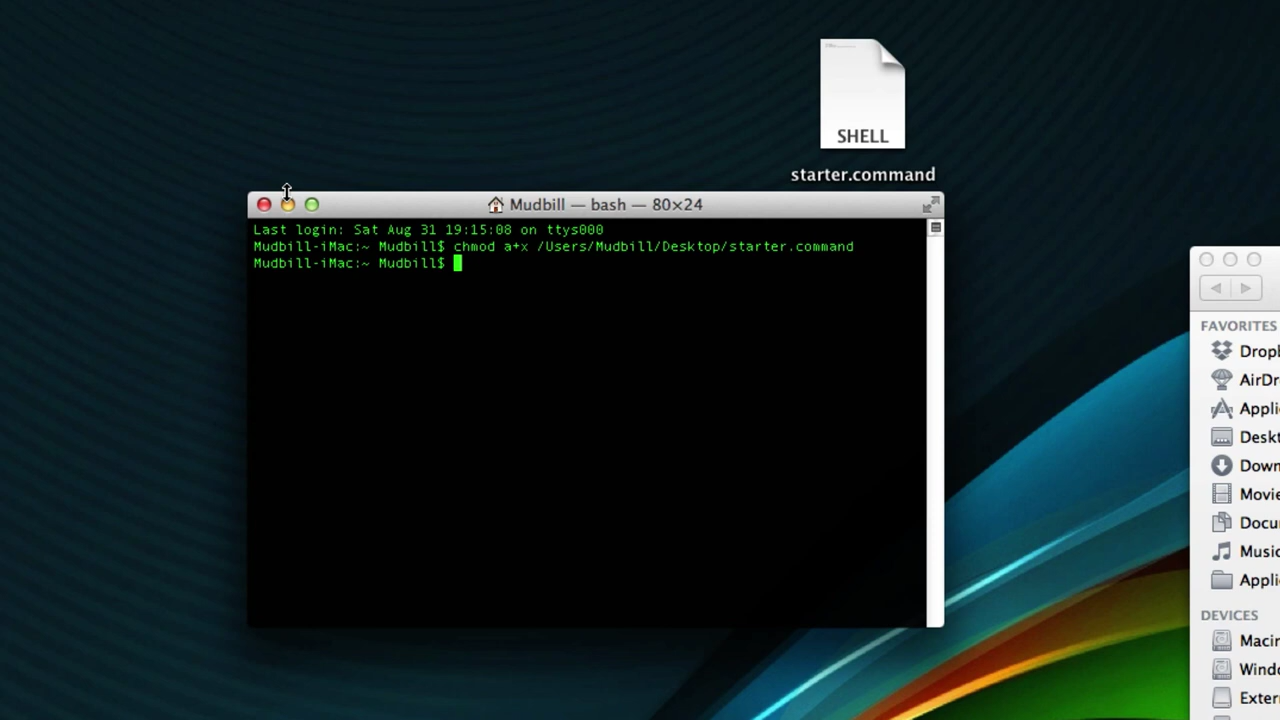 SHELL
starter.command
Mudbill — bash — 80×24
Last login: Sat Aug 31 19:15:08 on ttys000
Mudbill-iMac:~ Mudbill$ chmod a+x /Users/Mudbill/Desktop/starter.command
Mudbill-iMac:~ Mudbill$
FAVORITES
Dropb
AirDr
Appli
Deskt
Down
Movie
Docu
Music
Appli
DEVICES
Macin
Windo
Exter